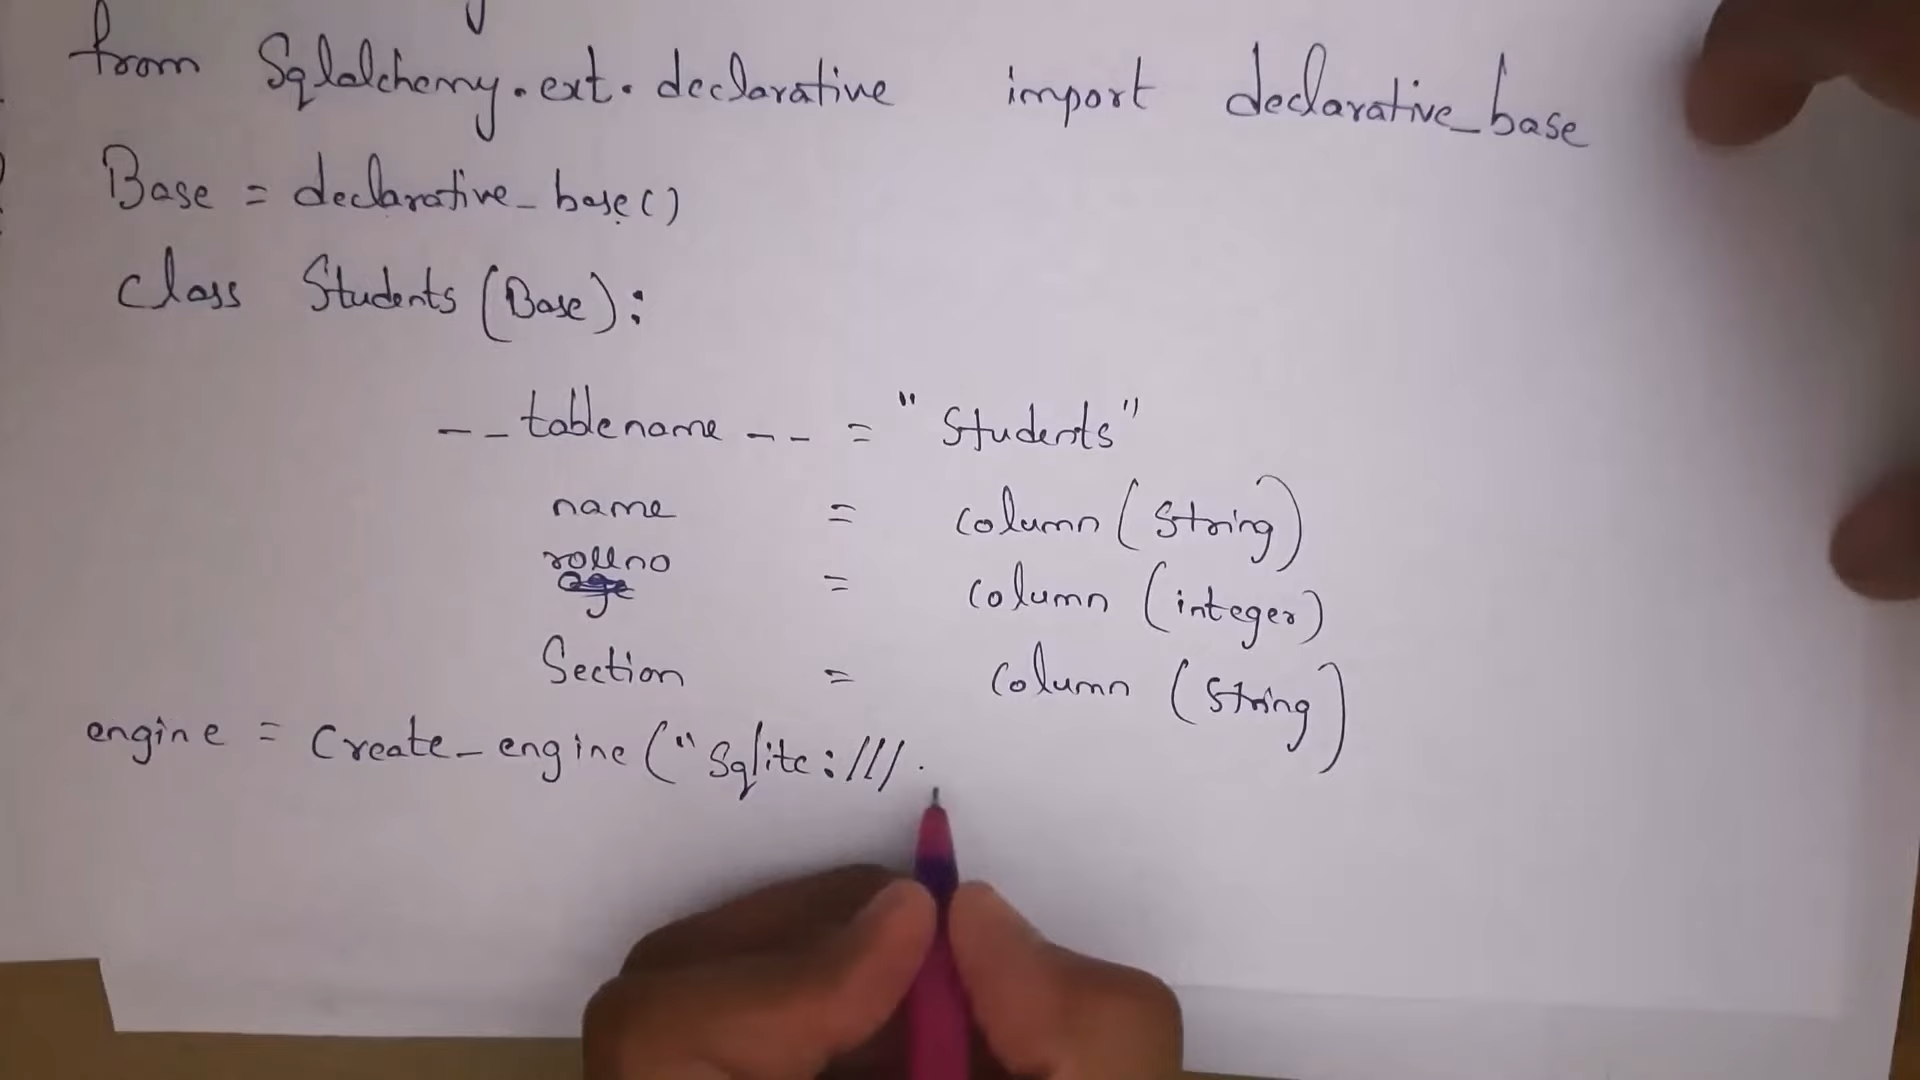 from Sqlalchemy.ext.declarative import declarative_base
Base = declarative_base()
class Students (Base):
__tablename__ = "Students"
name = column (String)
rollno = column (integer)
Section = column (String)
engine = Create_engine ("Sqlite:/// .